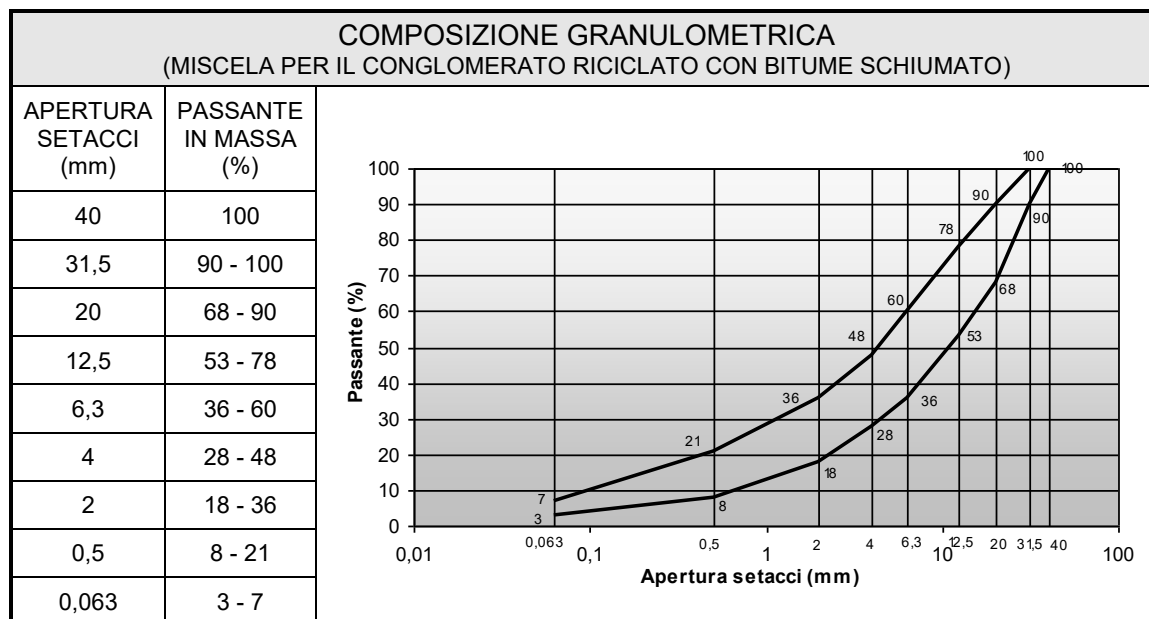 COMPOSIZIONE GRANULOMETRICA
(MISCELA PER IL CONGLOMERATO RICICLATO CON BITUME SCHIUMATO)
APERTURA SETACCI (mm) PASSANTE IN MASSA (%)
40 100
31,5 90 - 100
20 68 - 90
12,5 53 - 78
6,3 36 - 60
4 28 - 48
2 18 - 36
0,5 8 - 21
0,063 3 - 7
Passante (%)
100
90
80
70
60
50
40
30
20
10
0
7 21 36 48 60 78 90 100
3 8 18 28 36 53 68 90 100
0,063 0,5 2 4 6,3 12,5 20 31,5 40
0,01 0,1 1 10 100
Apertura setacci (mm)